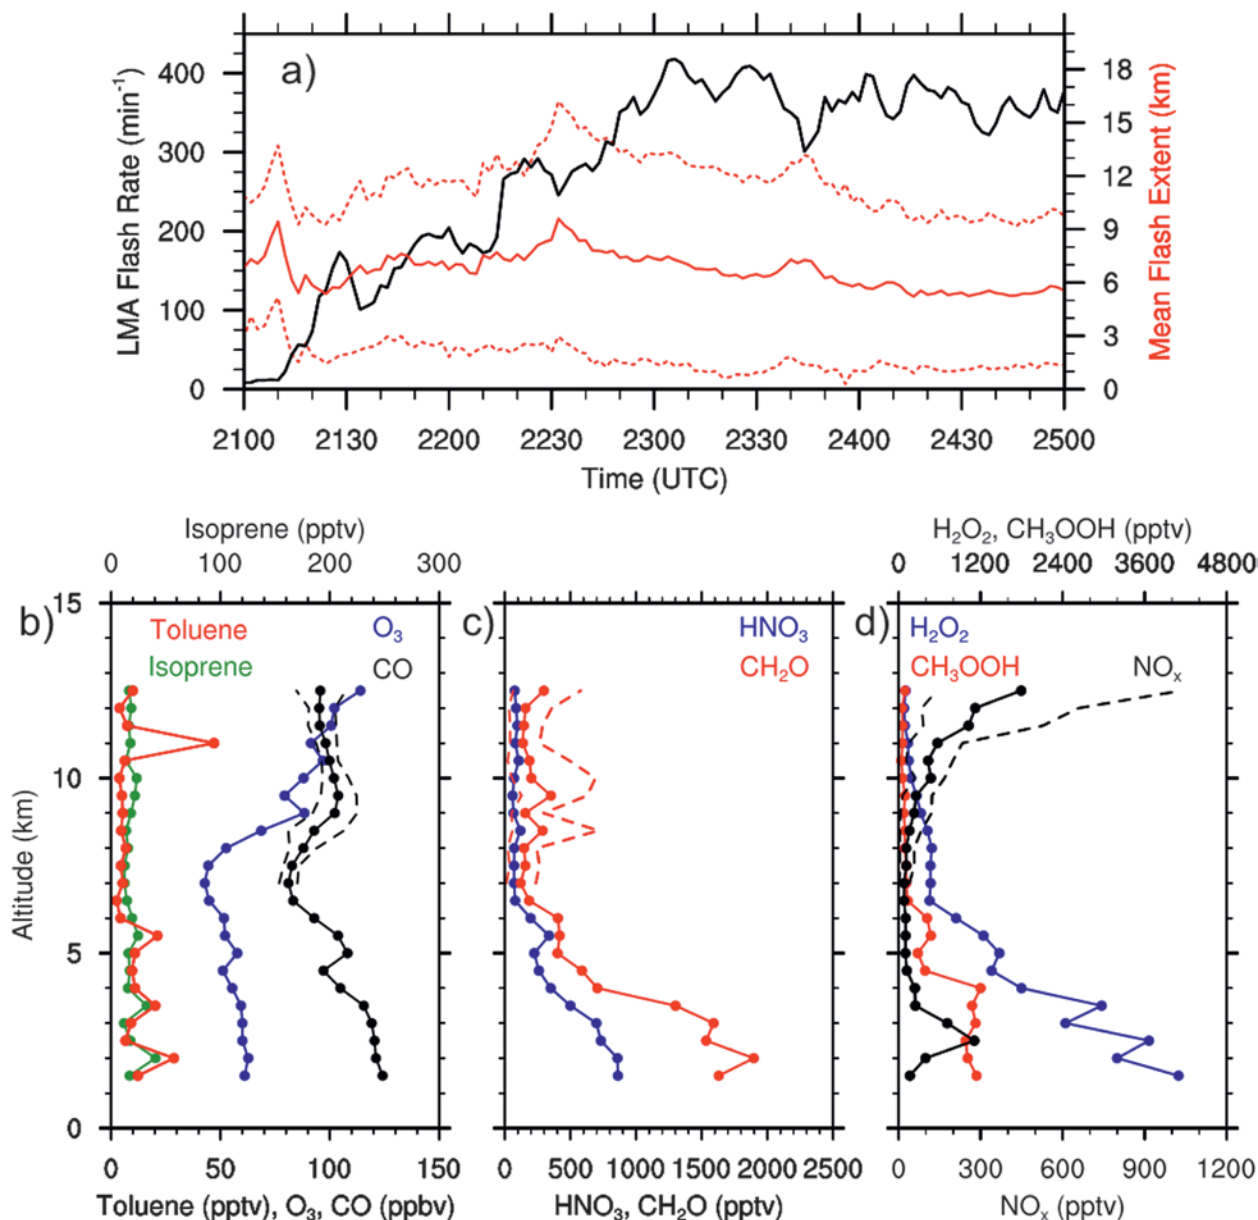 a)
LMA Flash Rate (min⁻¹)
400
300
200
100
0
18
15
12
9
6
3
0
Mean Flash Extent (km)
2100 2130 2200 2230 2300 2330 2400 2430 2500
Time (UTC)
Isoprene (pptv)
0 100 200 300
H₂O₂, CH₃OOH (pptv)
0 1200 2400 3600 4800
b)
Toluene
Isoprene
O₃
CO
c)
HNO₃
CH₂O
d)
H₂O₂
CH₃OOH
NOₓ
Altitude (km)
15
10
5
0
0 50 100 150
Toluene (pptv), O₃, CO (ppbv)
0 500 1000 1500 2000 2500
HNO₃, CH₂O (pptv)
0 300 600 900 1200
NOₓ (pptv)